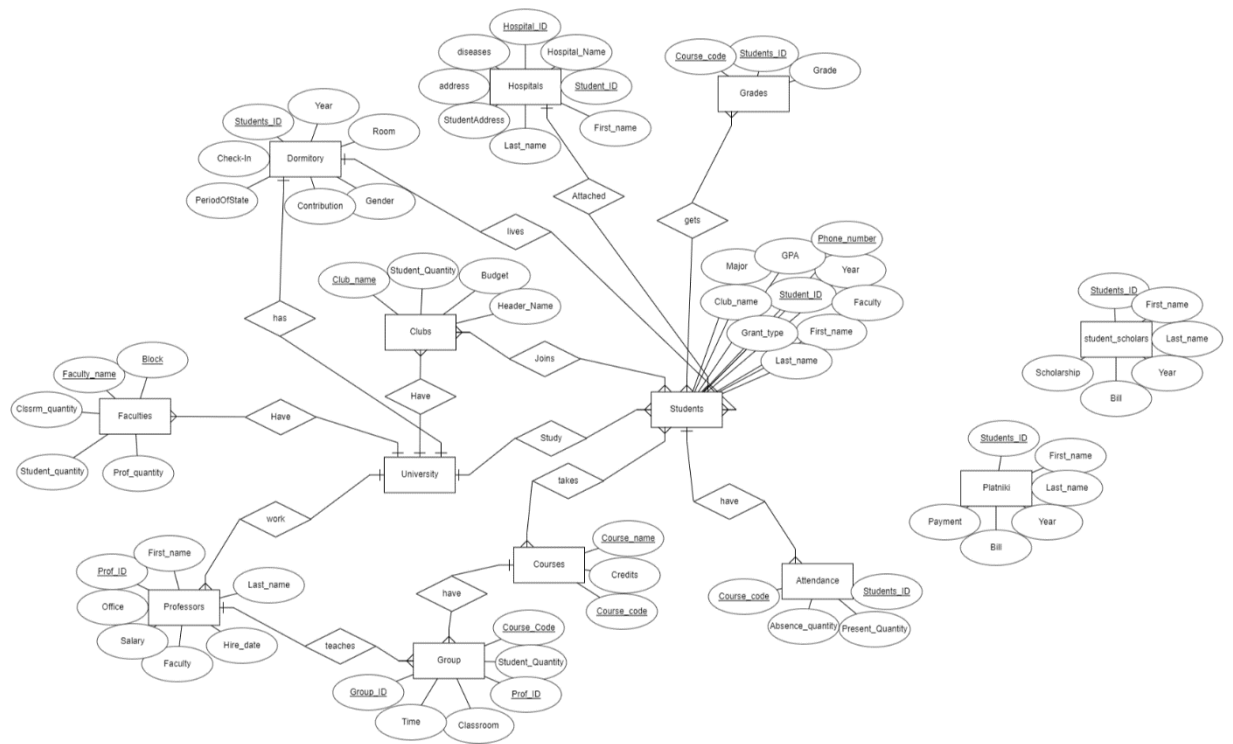 Hospital_ID
diseases
Hospital_Name
address
Hospitals
Student_ID
StudentAddress
First_name
Last_name
Course_code
Students_ID
Grade
Grades
Year
Students_ID
Room
Check-In
Dormitory
PeriodOfState
Contribution
Gender
Attached
gets
lives
has
Phone_number
GPA
Major
Year
Student_ID
Club_name
Faculty
Grant_type
First_name
Last_name
Students
Student_Quantity
Club_name
Budget
Header_Name
Clubs
Joins
Have
Students_ID
First_name
student_scholars
Last_name
Scholarship
Year
Bill
Block
Faculty_name
Clssrm_quantity
Faculties
Student_quantity
Prof_quantity
Have
Study
University
takes
have
work
Students_ID
First_name
Platniki
Last_name
Payment
Year
Bill
Course_name
Courses
Credits
Course_code
have
First_name
Prof_ID
Last_name
Office
Professors
Salary
Hire_date
Faculty
teaches
Attendance
Students_ID
Course_code
Absence_quantity
Present_Quantity
Course_Code
Group
Student_Quantity
Group_ID
Prof_ID
Time
Classroom